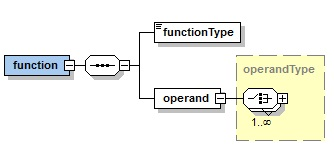 functionType
function
operandType
operand
1..∞